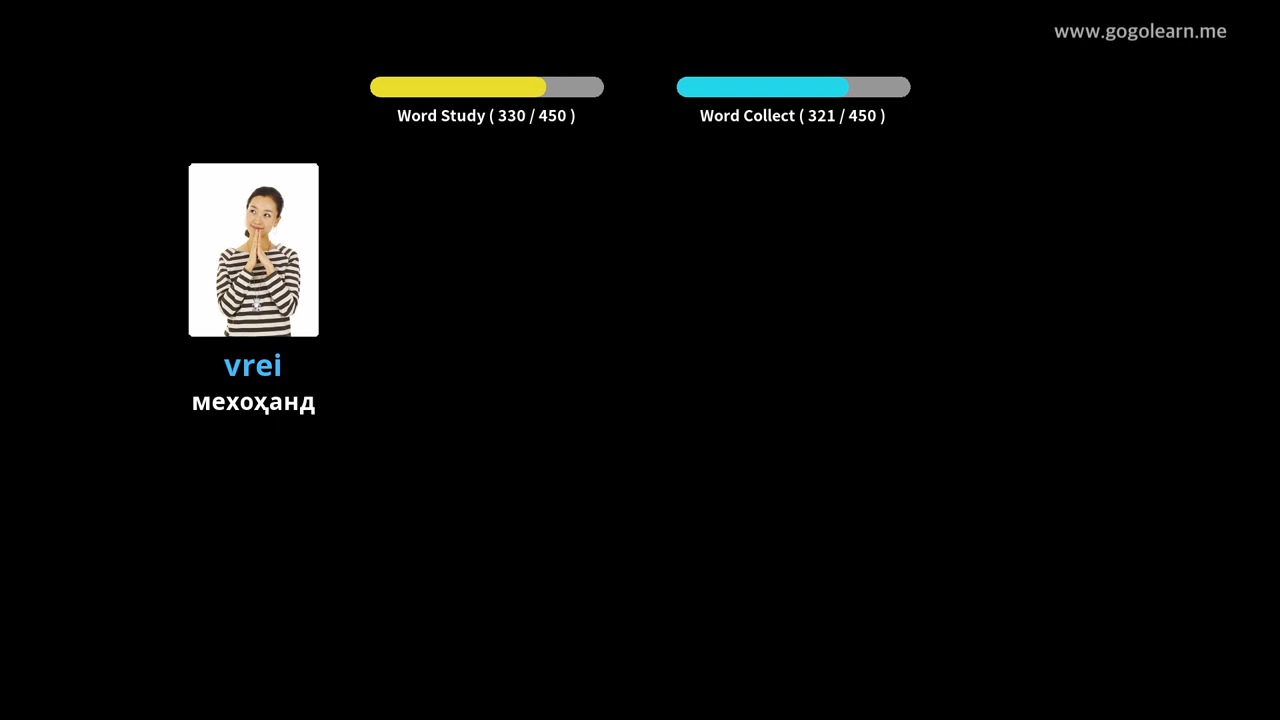 www.gogolearn.me
Word Study ( 330 / 450 )
Word Collect ( 321 / 450 )
vrei
мехоҳанд